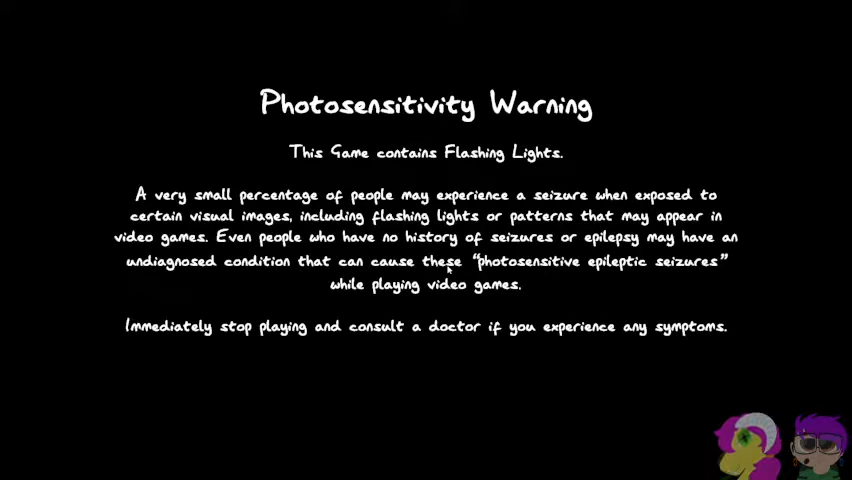 Photosensitivity Warning
This Game contains Flashing Lights.
A very small percentage of people may experience a seizure when exposed to
certain visual images, including flashing lights or patterns that may appear in
video games. Even people who have no history of seizures or epilepsy may have an
undiagnosed condition that can cause these “photosensitive epileptic seizures”
while playing video games.
Immediately stop playing and consult a doctor if you experience any symptoms.